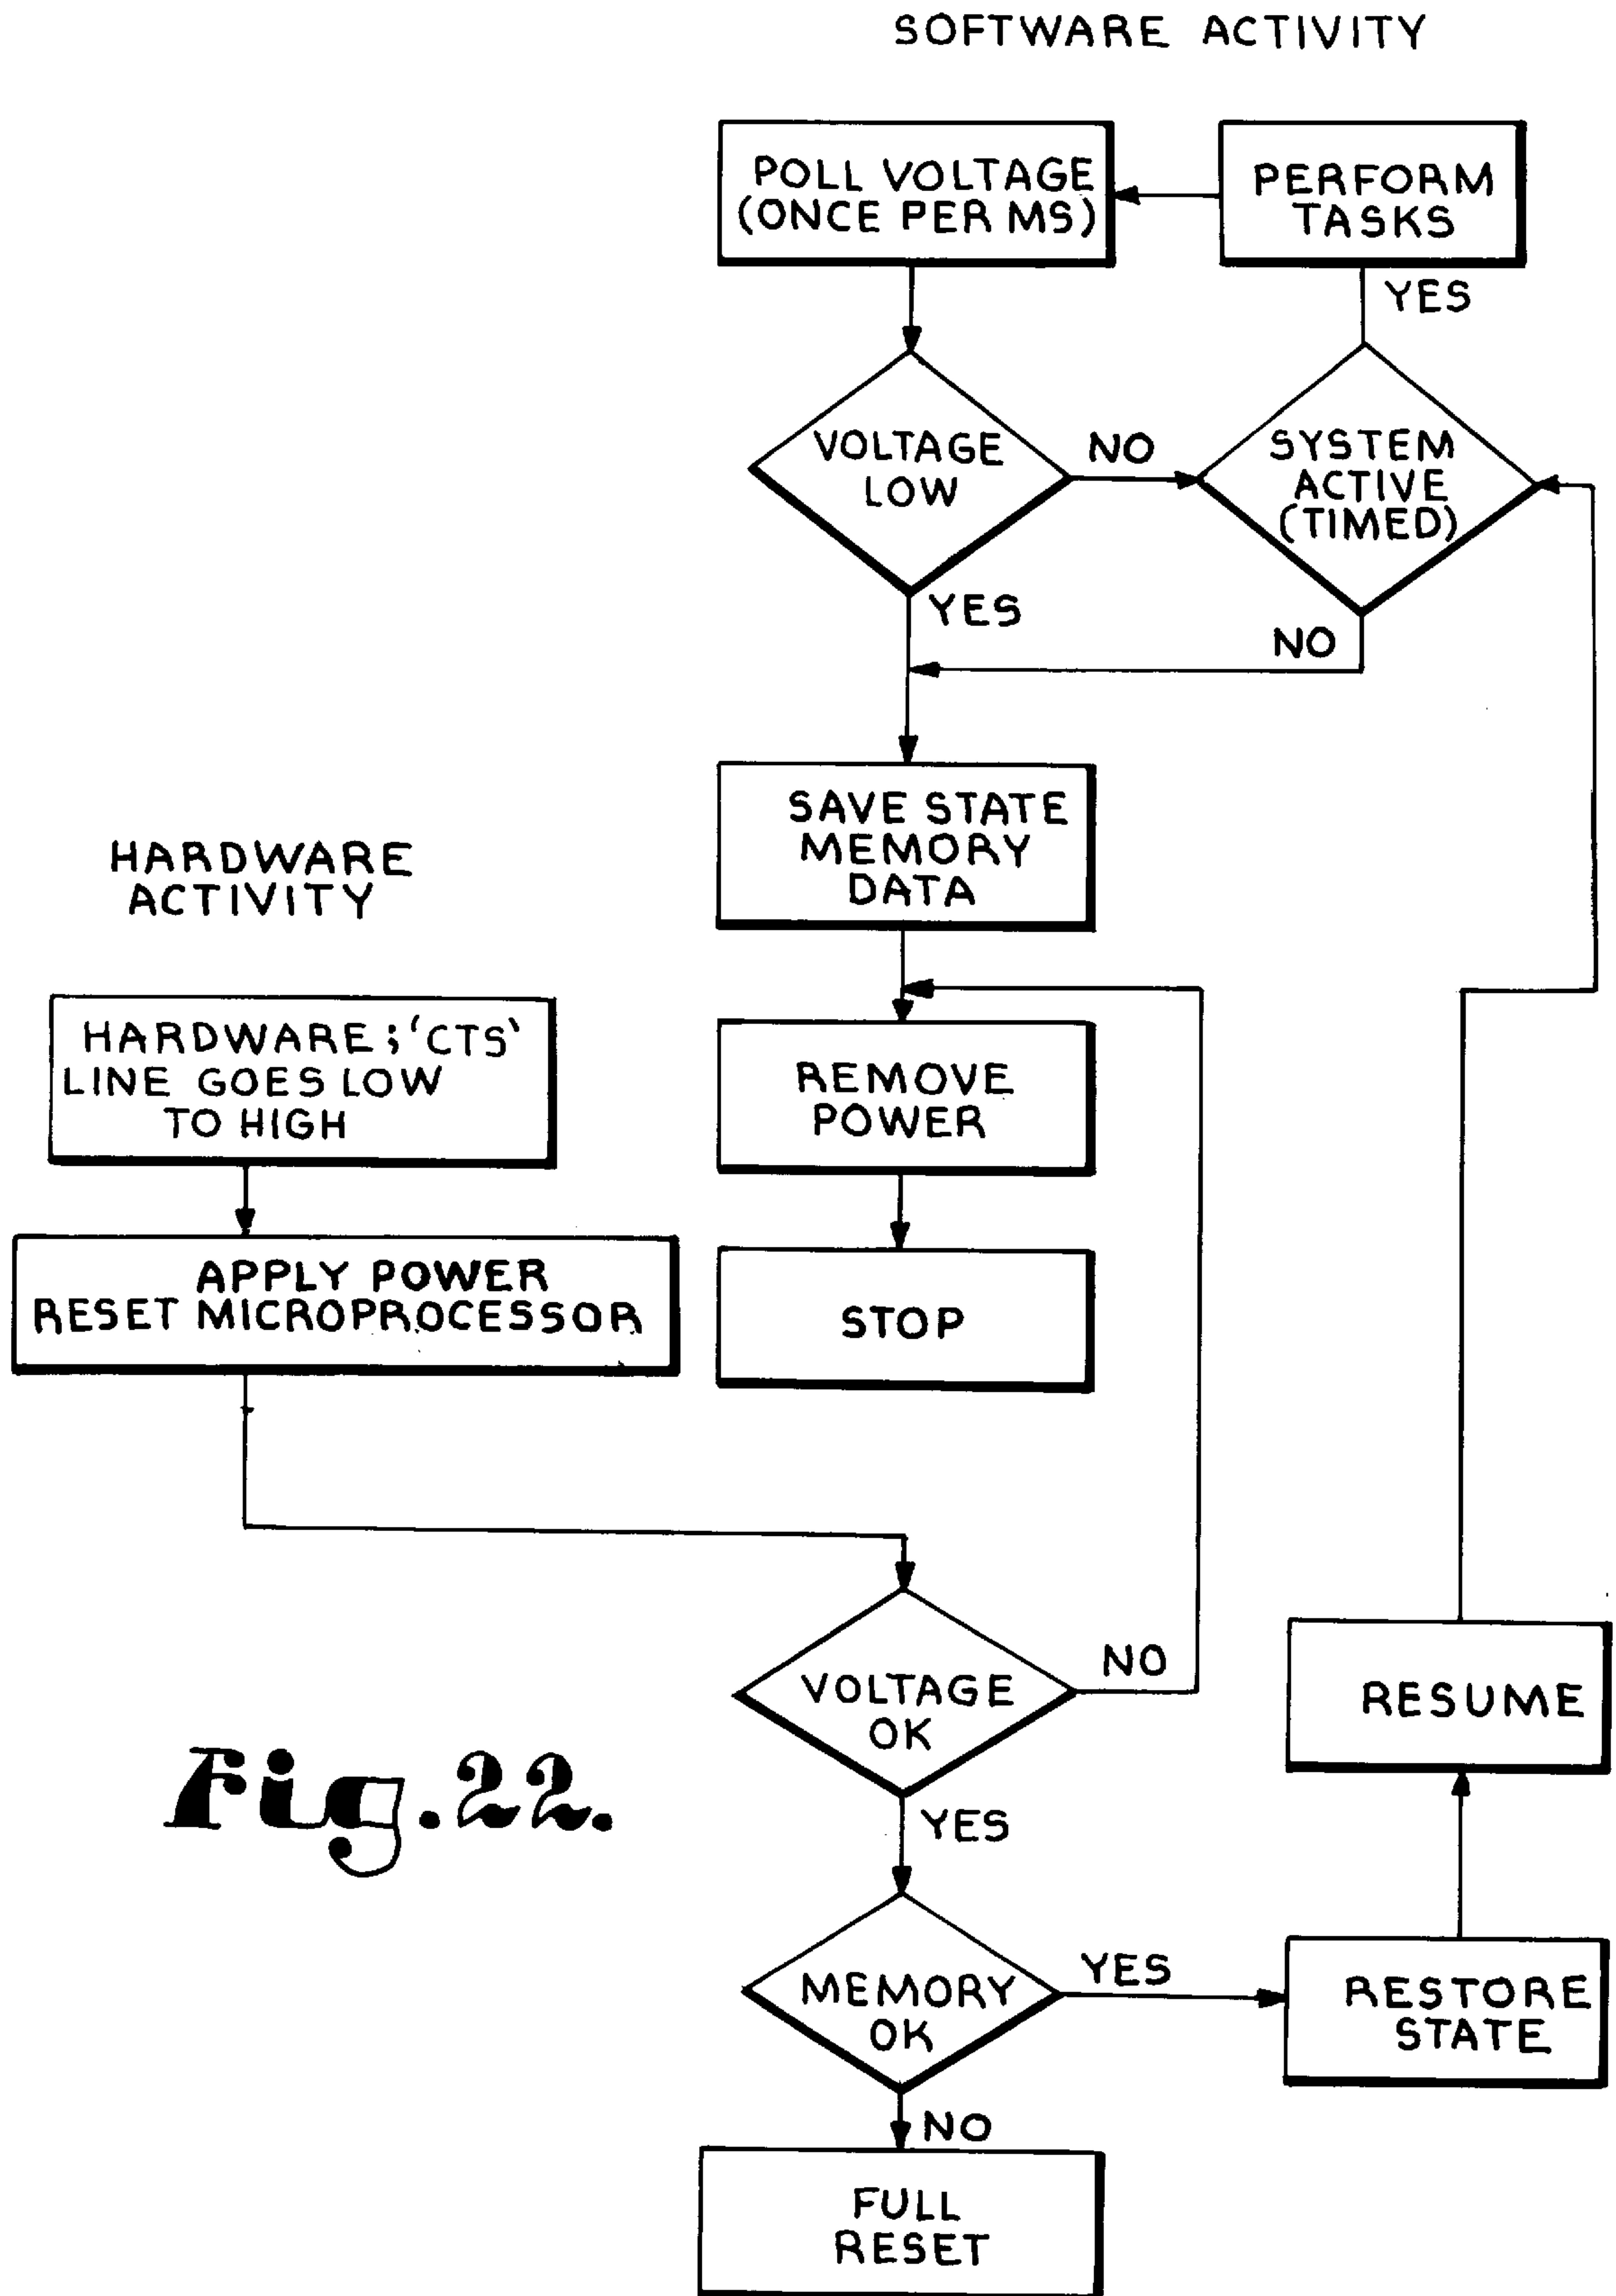 SOFTWARE ACTIVITY
POLL VOLTAGE
(ONCE PER MS)
PERFORM
TASKS
YES
VOLTAGE
LOW
NO
SYSTEM
ACTIVE
(TIMED)
YES
NO
SAVE STATE
MEMORY
DATA
HARDWARE
ACTIVITY
HARDWARE; 'CTS'
LINE GOES LOW
TO HIGH
REMOVE
POWER
APPLY POWER
RESET MICROPROCESSOR
STOP
VOLTAGE
OK
NO
RESUME
Fig. 22.
YES
MEMORY
OK
YES
RESTORE
STATE
NO
FULL
RESET